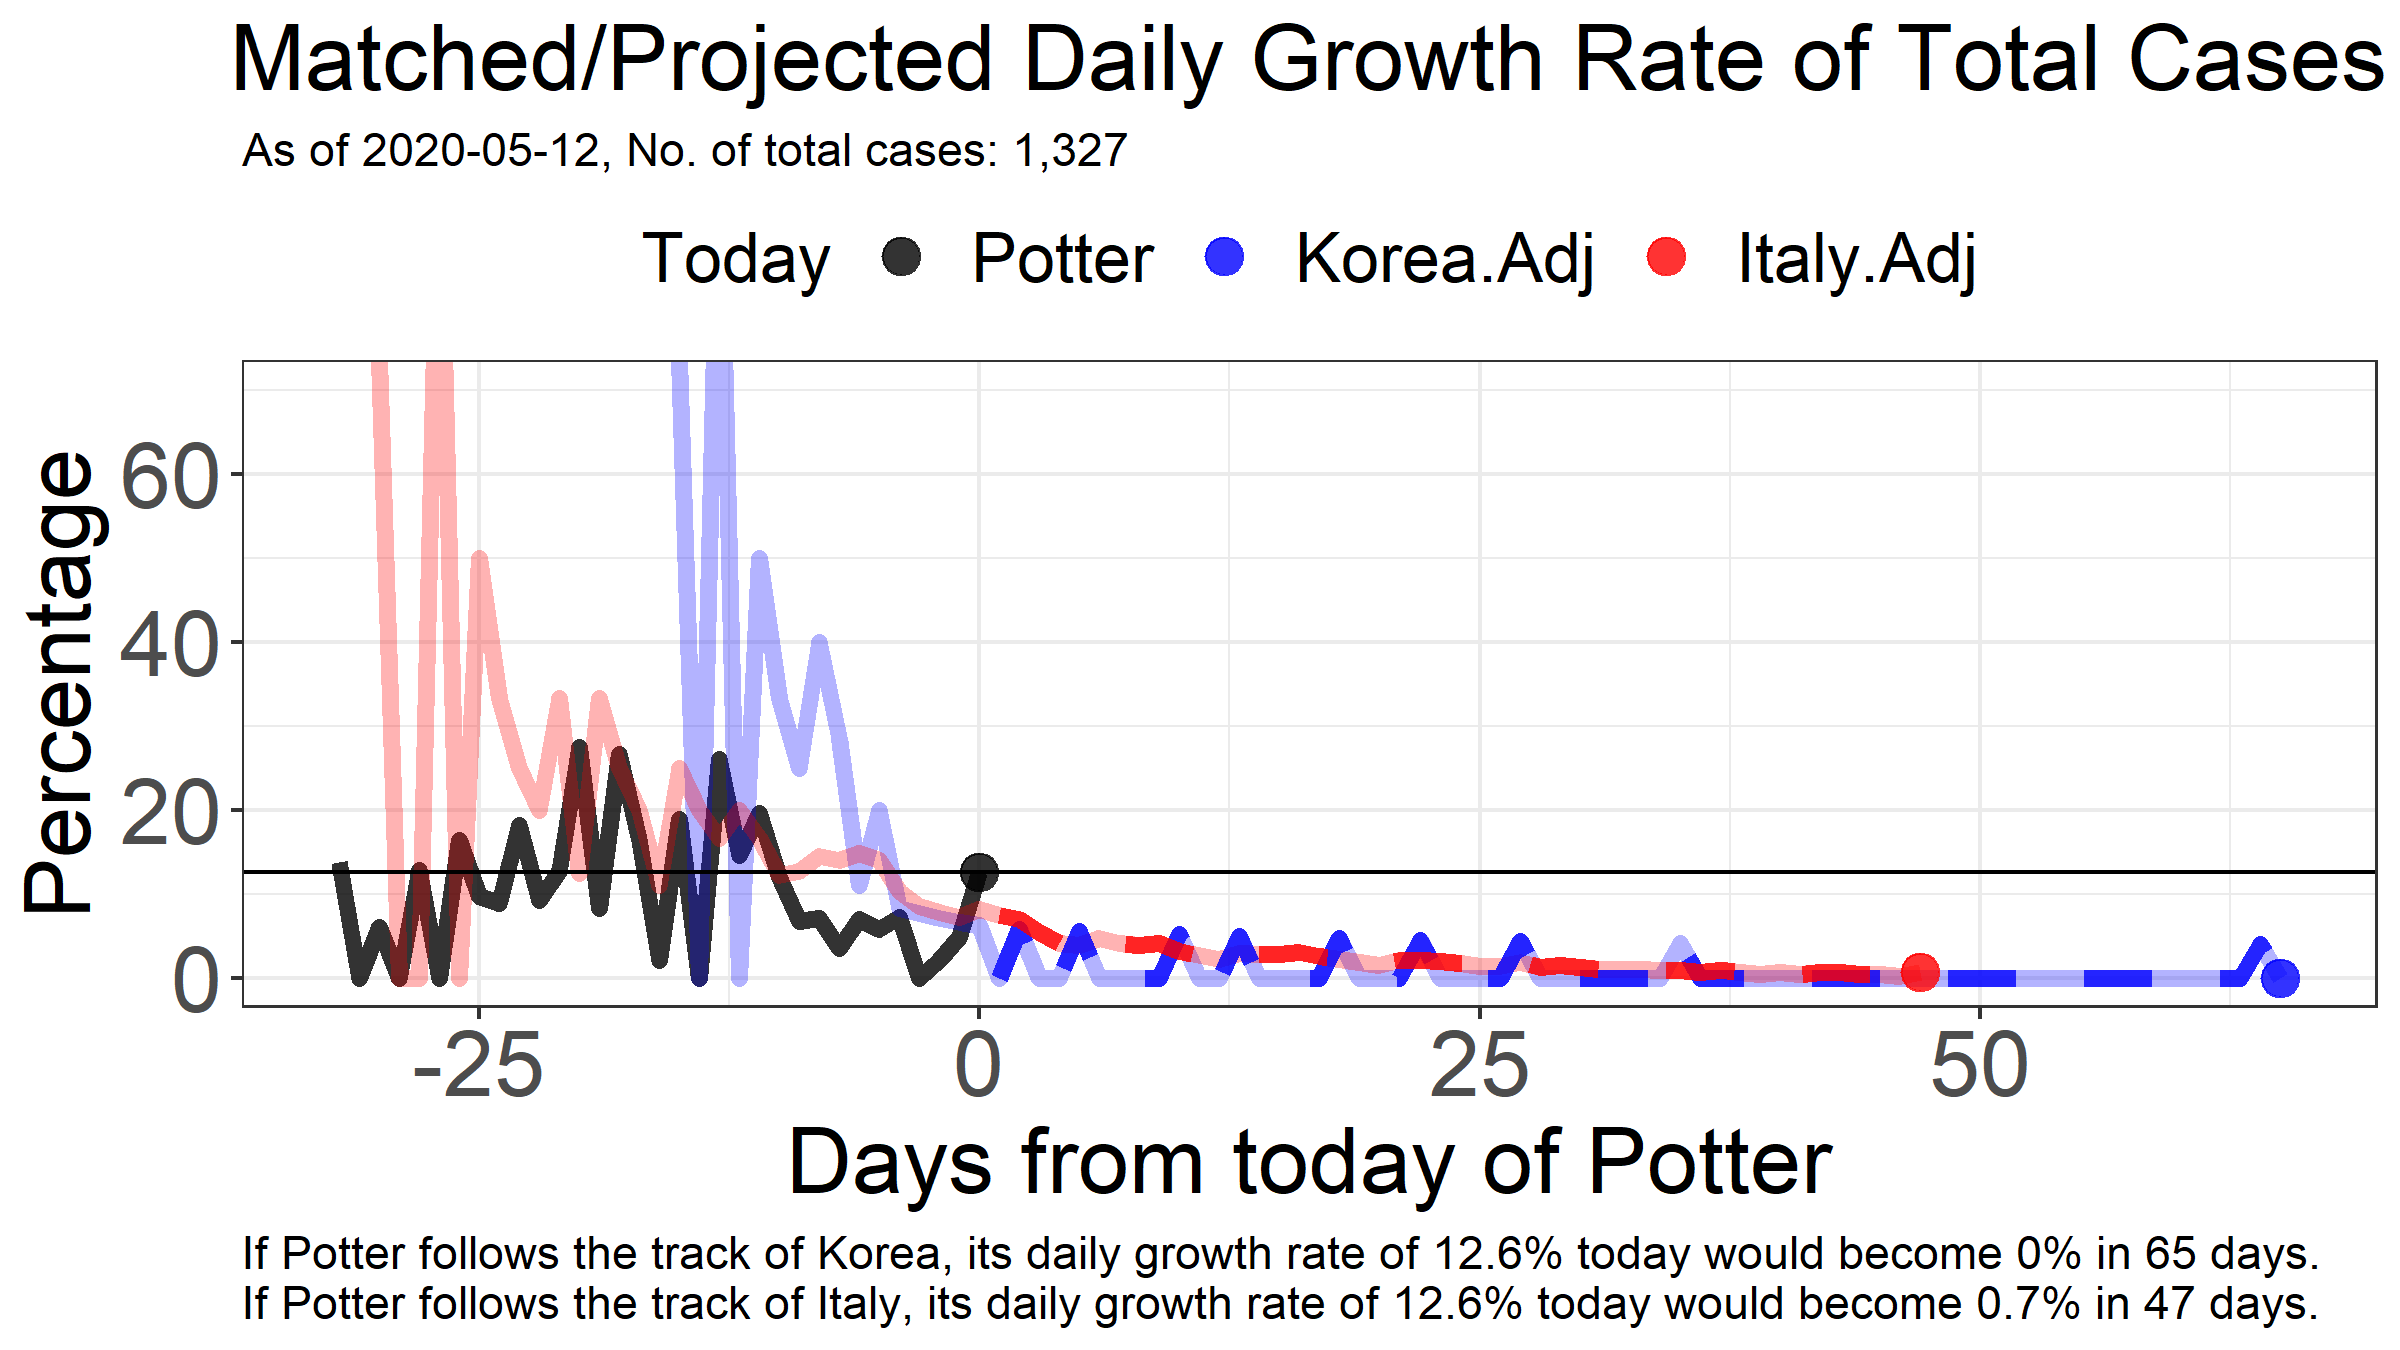 Matched/Projected Daily Growth Rate of Total Cases
As of 2020-05-12, No. of total cases: 1,327
Today Potter Korea.Adj Italy.Adj
Percentage
60
40
20
0
-25 0 25 50
Days from today of Potter
If Potter follows the track of Korea, its daily growth rate of 12.6% today would become 0% in 65 days.
If Potter follows the track of Italy, its daily growth rate of 12.6% today would become 0.7% in 47 days.